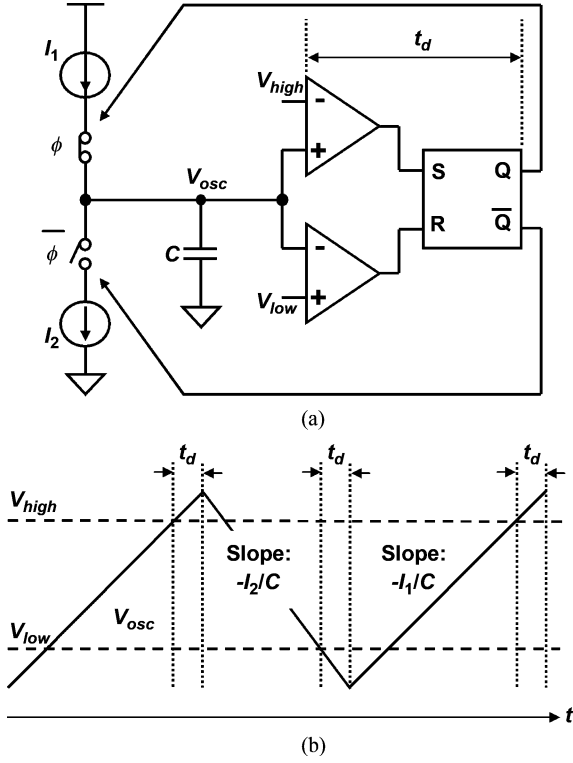 I1
td
Vhigh
-
ϕ
+
Vosc
S Q
ϕ
R Q
C
-
Vlow
+
I2
(a)
td td td
Vhigh
Slope: Slope:
-I2/C -I1/C
Vosc
Vlow
t
(b)